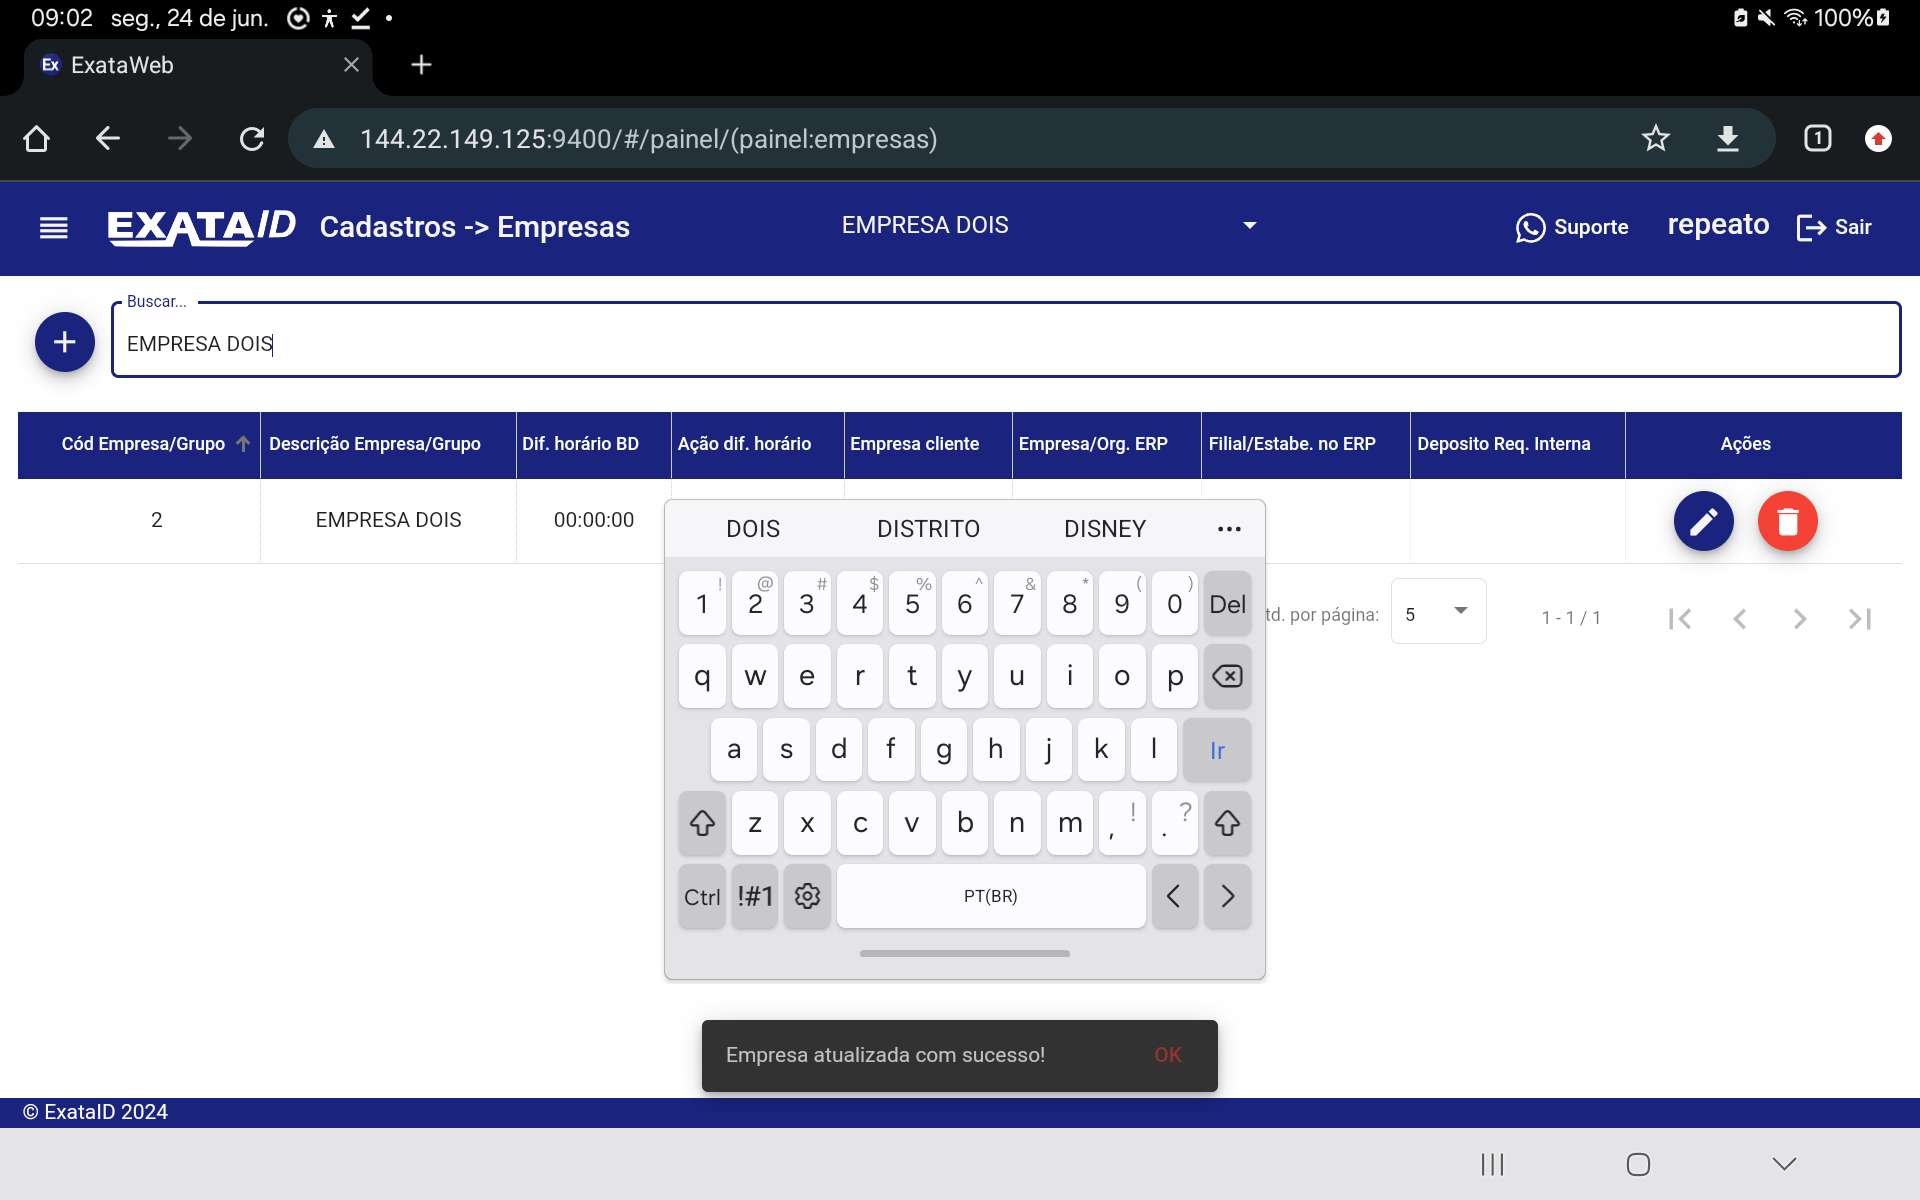 09:02 seg., 24 de jun. 100%
Ex ExataWeb
144.22.149.125:9400/#/painel/(painel:empresas) 1
EXATA/D Cadastros -> Empresas EMPRESA DOIS Suporte repeato Sair
Buscar...
EMPRESA DOIS
Cód Empresa/Grupo Descrição Empresa/Grupo Dif. horário BD Ação dif. horário Empresa cliente Empresa/Org. ERP Filial/Estabe. no ERP Deposito Req. Interna Ações
2 EMPRESA DOIS 00:00:00
DOIS DISTRITO DISNEY
! @ # $ % ^ & * ( )
1 2 3 4 5 6 7 8 9 0 Del
td. por página: 5 1 - 1 / 1
q w e r t y u i o p
a s d f g h j k l Ir
z x c v b n m , ! . ?
Ctrl !#1 PT(BR)
Empresa atualizada com sucesso! OK
© ExataID 2024